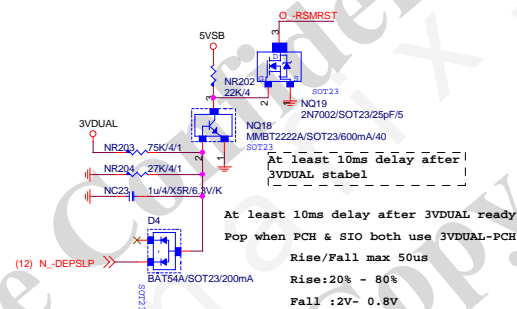 O_-RSMRST
3
5VSB
D
G
S
SOT23
NR202
22K/4
2
3
NQ19
2N7002/SOT23/25pF/5
3VDUAL
NQ18
MMBT2222A/SOT23/600mA/40
SOT23
NR203 75K/4/1
2
1
At least 10ms delay after
3VDUAL stabel
NR204 27K/4/1
NC23 1u/4/X5R/6.3V/K
D4
At least 10ms delay after 3VDUAL ready
Pop when PCH & SIO both use 3VDUAL-PCH
Rise/Fall max 50us
(12) N_-DEPSLP
BAT54A/SOT23/200mA
Rise:20% - 80%
SOT23
Fall :2V- 0.8V